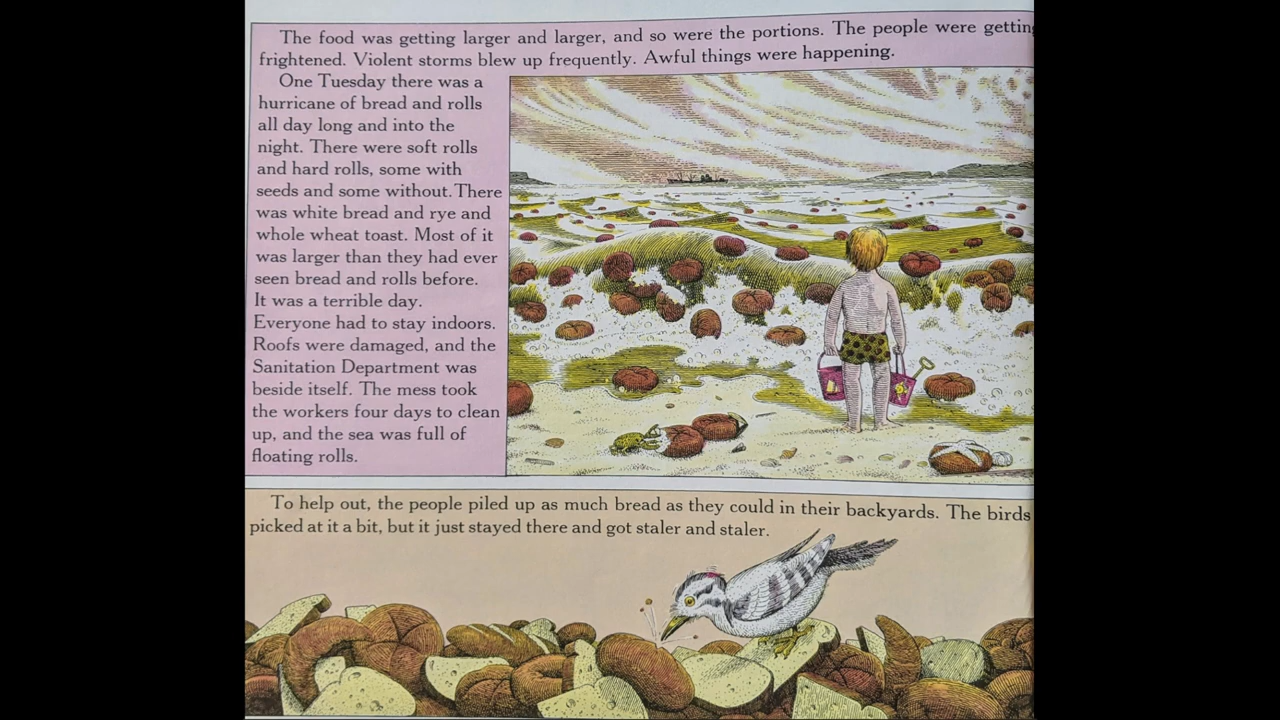 The food was getting larger and larger, and so were the portions. The people were getting
frightened. Violent storms blew up frequently. Awful things were happening.
One Tuesday there was a
hurricane of bread and rolls
all day long and into the
night. There were soft rolls
and hard rolls, some with
seeds and some without. There
was white bread and rye and
whole wheat toast. Most of it
was larger than they had ever
seen bread and rolls before.
It was a terrible day.
Everyone had to stay indoors.
Roofs were damaged, and the
Sanitation Department was
beside itself. The mess took
the workers four days to clean
up, and the sea was full of
floating rolls.
To help out, the people piled up as much bread as they could in their backyards. The birds
picked at it a bit, but it just stayed there and got staler and staler.